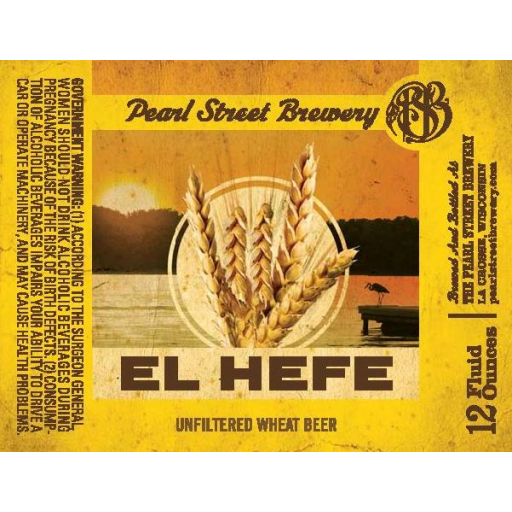 Pearl Street Brewery
PSB
EL HEFE
UNFILTERED WHEAT BEER
GOVERNMENT WARNING: (1) ACCORDING TO THE SURGEON GENERAL,
WOMEN SHOULD NOT DRINK ALCOHOLIC BEVERAGES DURING
PREGNANCY BECAUSE OF THE RISK OF BIRTH DEFECTS. (2) CONSUMP-
TION OF ALCOHOLIC BEVERAGES IMPAIRS YOUR ABILITY TO DRIVE A
CAR OR OPERATE MACHINERY, AND MAY CAUSE HEALTH PROBLEMS.
Brewed And Bottled At
THE PEARL STREET BREWERY
LA CROSSE, WISCONSIN
pearlstreetbrewery.com
12 Fluid
Ounces